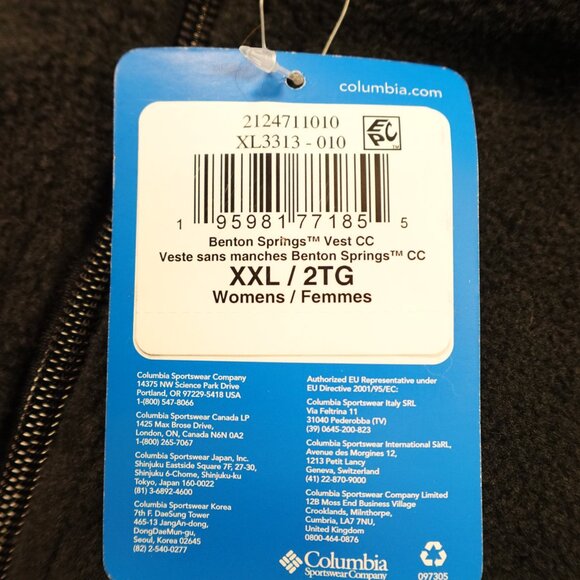 columbia.com
2124711010
XL3313 - 010
EPC™
1 95981 77185 5
Benton Springs™ Vest CC
Veste sans manches Benton Springs™ CC
XXL / 2TG
Womens / Femmes
Columbia Sportswear Company
14375 NW Science Park Drive
Portland, OR 97229-5418 USA
1-(800) 547-8066
Columbia Sportswear Canada LP
1425 Max Brose Drive,
London, ON, Canada N6N 0A2
1-(800) 265-7067
Columbia Sportswear Japan, Inc.
Shinjuku Eastside Square 7F, 27-30,
Shinjuku 6-Chome, Shinjuku-ku
Tokyo, Japan 160-0022
(81) 3-6892-4600
Columbia Sportswear Korea
7th F. DaeSung Tower
465-13 JangAn-dong,
DongDaeMun-gu,
Seoul, Korea 02645
(82) 2-540-0277
Authorized EU Representative under
EU Directive 2001/95/EC:
Columbia Sportswear Italy SRL
Via Feltrina 11
31040 Pederobba (TV)
(39) 0645-200-823
Columbia Sportswear International SàRL,
Avenue des Morgines 12,
1213 Petit Lancy
Geneva, Switzerland
(41) 22-870-9000
Columbia Sportswear Company Limited
12B Moss End Business Village
Crooklands, Milnthorpe,
Cumbria, LA7 7NU,
United Kingdom
0800-464-0876
Columbia
Sportswear Company
097305